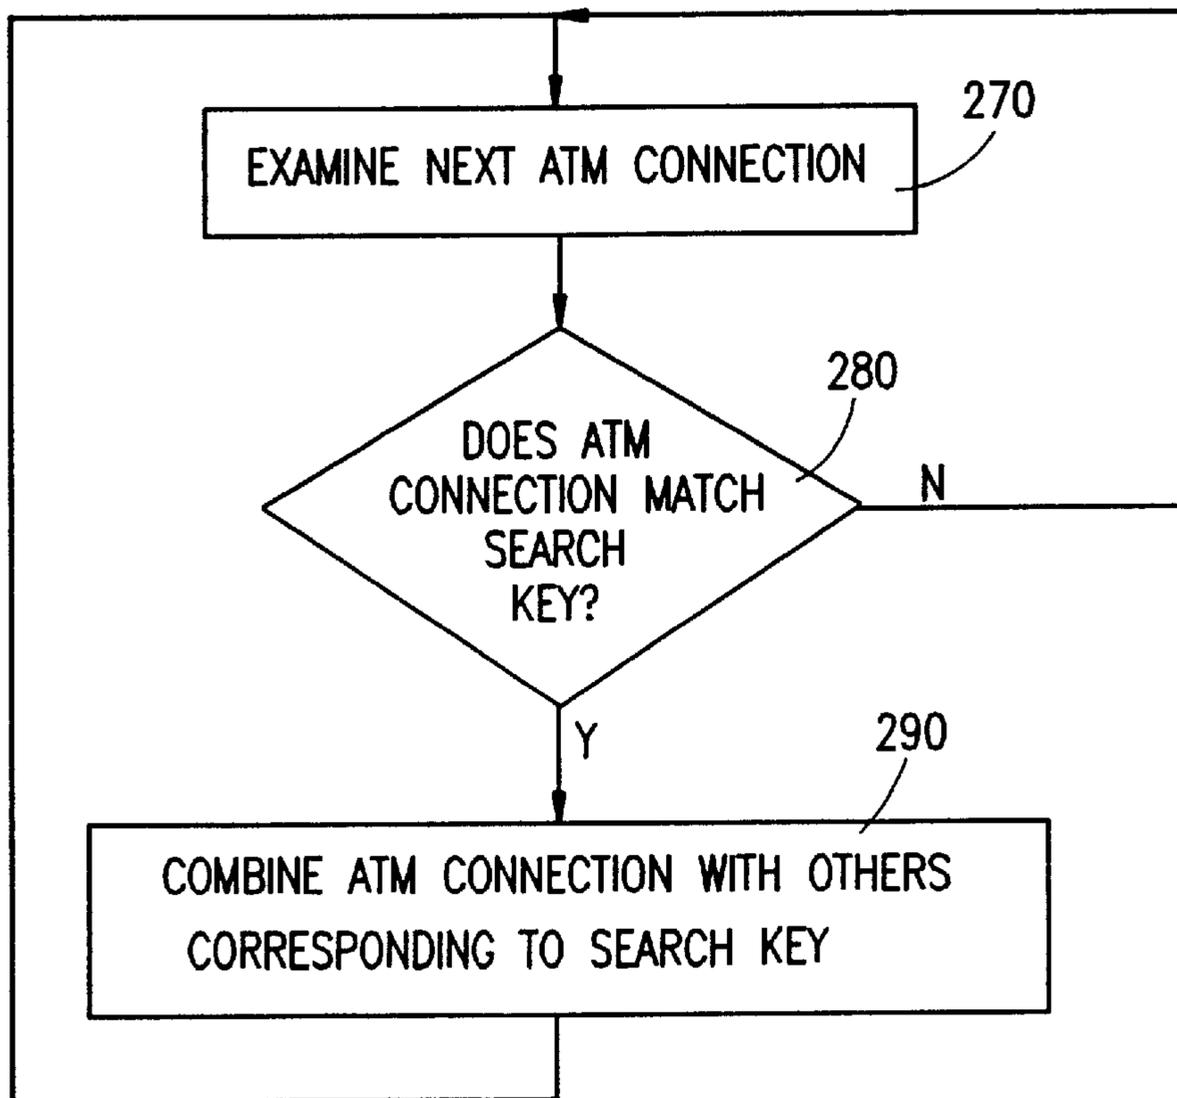 270
EXAMINE NEXT ATM CONNECTION
280
DOES ATM
CONNECTION MATCH
SEARCH
KEY?
N
Y
290
COMBINE ATM CONNECTION WITH OTHERS
CORRESPONDING TO SEARCH KEY